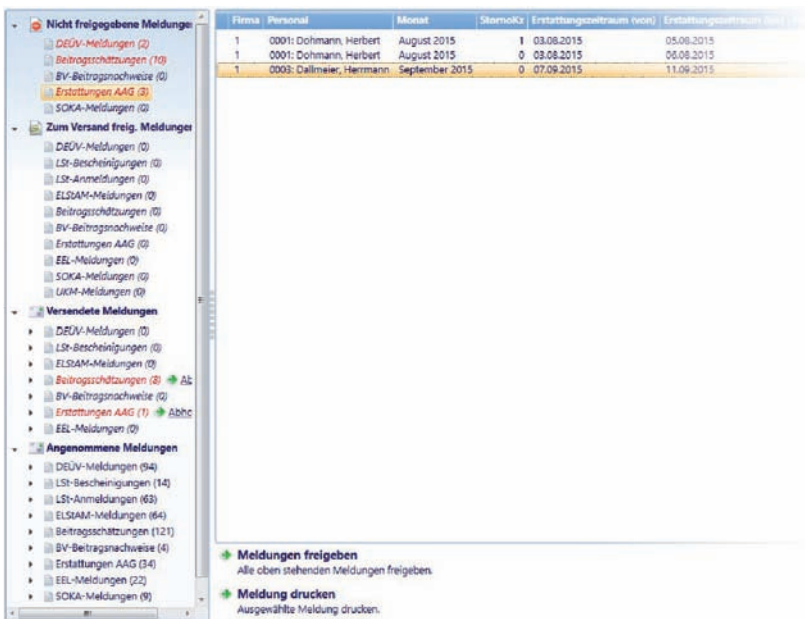 Nicht freigegebene Meldunge
DEÜV-Meldungen (2)
Beitragsschätzungen (10)
BV-Beitragsnachweise (0)
Erstattungen AAG (3)
SOKA-Meldungen (0)
Zum Versand freig. Meldunger
DEÜV-Meldungen (0)
LSt-Bescheinigungen (0)
LSt-Anmeldungen (0)
ELStAM-Meldungen (0)
Beitragsschätzungen (0)
BV-Beitragsnachweise (0)
Erstattungen AAG (0)
EEL-Meldungen (0)
SOKA-Meldungen (0)
UKM-Meldungen (0)
Versendete Meldungen
DEÜV-Meldungen (0)
LSt-Bescheinigungen (0)
ELStAM-Meldungen (0)
Beitragsschätzungen (8) Ab
BV-Beitragsnachweise (0)
Erstattungen AAG (1) Abho
EEL-Meldungen (0)
Angenommene Meldungen
DEÜV-Meldungen (94)
LSt-Bescheinigungen (14)
LSt-Anmeldungen (63)
ELStAM-Meldungen (64)
Beitragsschätzungen (121)
BV-Beitragsnachweise (4)
Erstattungen AAG (34)
EEL-Meldungen (22)
SOKA-Meldungen (9)
Firma Personal Monat StornoKz Erstattungszeitraum (von) Erstattungszeitraum (bis)
1 0001: Dohmann, Herbert August 2015 1 03.08.2015 05.08.2015
1 0001: Dohmann, Herbert August 2015 0 03.08.2015 06.08.2015
1 0003: Dallmeier, Herrmann September 2015 0 07.09.2015 11.09.2015
Meldungen freigeben
Alle oben stehenden Meldungen freigeben.
Meldung drucken
Ausgewählte Meldung drucken.